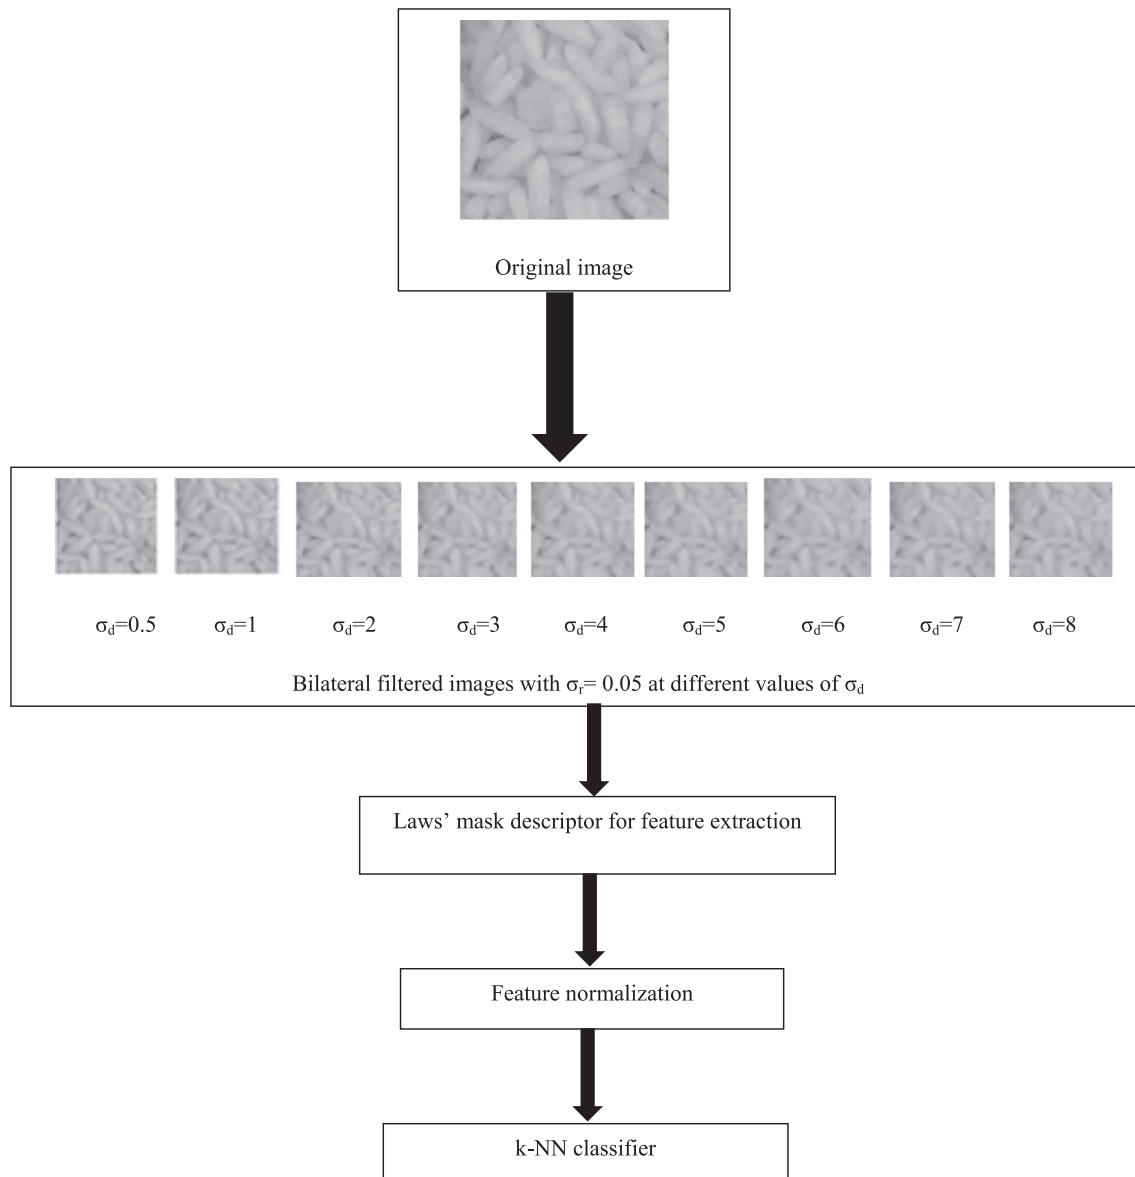 Original image
σd=0.5 σd=1 σd=2 σd=3 σd=4 σd=5 σd=6 σd=7 σd=8
Bilateral filtered images with σr= 0.05 at different values of σd
Laws’ mask descriptor for feature extraction
Feature normalization
k-NN classifier